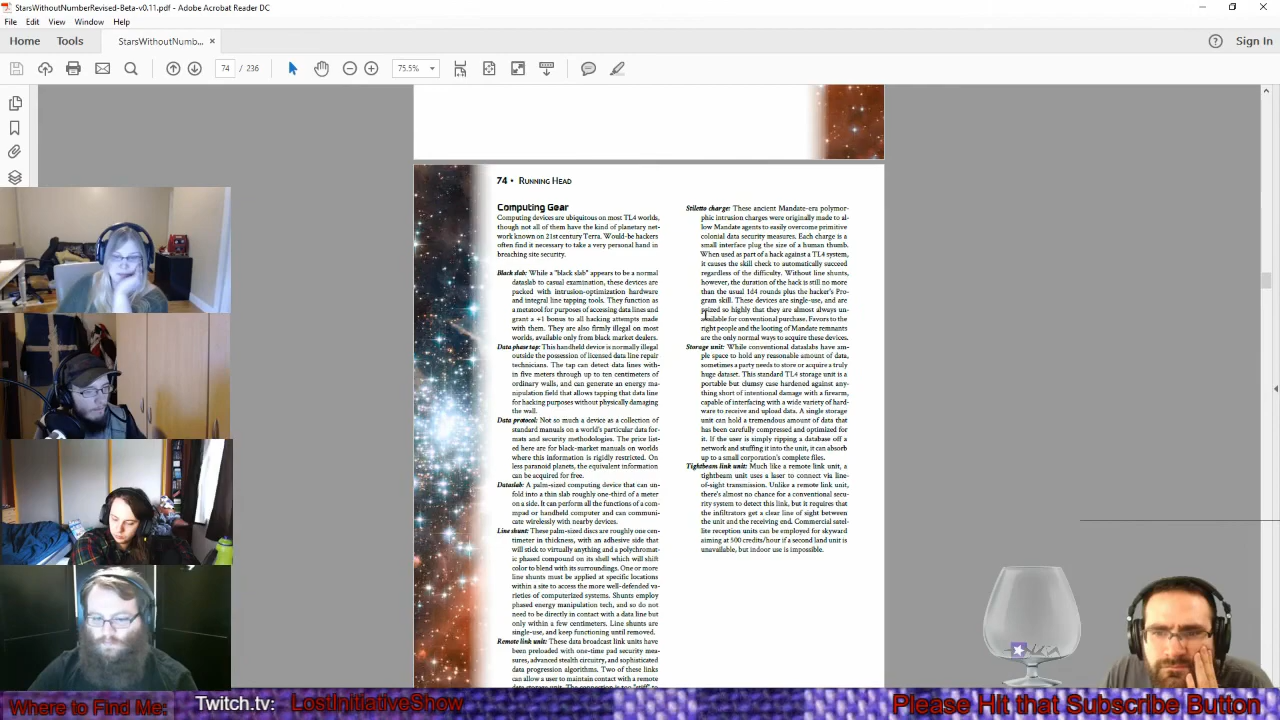 StarsWithoutNumberRevised-Beta-v0.11.pdf - Adobe Acrobat Reader DC
File Edit View Window Help
Home Tools StarsWithoutNumb... × Sign In
74 / 236 75.5%
74 • Running Head
Computing Gear
Computing devices are ubiquitous on most TL4 worlds,
though not all of them have the kind of planetary net-
work known on 21st century Terra. Would-be hackers
often find it necessary to take a very personal hand in
breaching site security.
Black slab: While a "black slab" appears to be a normal
dataslab to casual examination, these devices are
packed with intrusion-optimization hardware
and integral line tapping tools. They function as
a metatool for purposes of accessing data lines and
grant a +1 bonus to all hacking attempts made
with them. They are also firmly illegal on most
worlds, available only from black market dealers.
Data phase tap: This handheld device is normally illegal
outside the possession of licensed data line repair
technicians. The tap can detect data lines with-
in five meters through up to ten centimeters of
ordinary walls, and can generate an energy ma-
nipulation field that allows tapping that data line
for hacking purposes without physically damaging
the wall.
Data protocol: Not so much a device as a collection of
standard manuals on a world's particular data for-
mats and security methodologies. The price list-
ed here are for black-market manuals on worlds
where this information is rigidly restricted. On
less paranoid planets, the equivalent information
can be acquired for free.
Dataslab: A palm-sized computing device that can un-
fold into a thin slab roughly one-third of a meter
on a side. It can perform all the functions of a com-
pad or handheld computer and can communi-
cate wirelessly with nearby devices.
Line shunt: These palm-sized discs are roughly one cen-
timeter in thickness, with an adhesive side that
will stick to virtually anything and a polychromat-
ic phased compound on its shell which will shift
color to blend with its surroundings. One or more
line shunts must be applied at specific locations
within a site to access the more well-defended va-
rieties of computerized systems. Shunts employ
phased energy manipulation tech, and so do not
need to be directly in contact with a data line but
only within a few centimeters. Line shunts are
single-use, and keep functioning until removed.
Remote link unit: These data broadcast link units have
been preloaded with one-time pad security mea-
sures, advanced stealth circuitry, and sophisticated
data progression algorithms. Two of these links
can allow a user to maintain contact with a remote
data storage unit. The connection is too "stiff" to
Stiletto charge: These ancient Mandate-era polymor-
phic intrusion charges were originally made to al-
low Mandate agents to easily overcome primitive
colonial data security measures. Each charge is a
small interface plug the size of a human thumb.
When used as part of a hack against a TL4 system,
it causes the skill check to automatically succeed
regardless of the difficulty. Without line shunts,
however, the duration of the hack is still no more
than the usual 1d4 rounds plus the hacker's Pro-
gram skill. These devices are single-use, and are
prized so highly that they are almost always un-
available for conventional purchase. Favors to the
right people and the looting of Mandate remnants
are the only normal ways to acquire these devices.
Storage unit: While conventional dataslabs have am-
ple space to hold any reasonable amount of data,
sometimes a party needs to store or acquire a truly
huge dataset. This standard TL4 storage unit is a
portable but clumsy case hardened against any-
thing short of intentional damage with a firearm,
capable of interfacing with a wide variety of hard-
ware to receive and upload data. A single storage
unit can hold a tremendous amount of data that
has been carefully compressed and optimized for
it. If the user is simply ripping a database off a
network and stuffing it into the unit, it can absorb
up to a small corporation's complete files.
Tightbeam link unit: Much like a remote link unit, a
tightbeam unit uses a laser to connect via line-
of-sight transmission. Unlike a remote link unit,
there's almost no chance for a conventional secu-
rity system to detect this link, but it requires that
the infiltrators get a clear line of sight between
the unit and the receiving end. Commercial satel-
lite reception units can be employed for skyward
aiming at 500 credits/hour if a second land unit is
unavailable, but indoor use is impossible.
Where to Find Me: Twitch.tv: LostInitiativeShow Please Hit that Subscribe Button